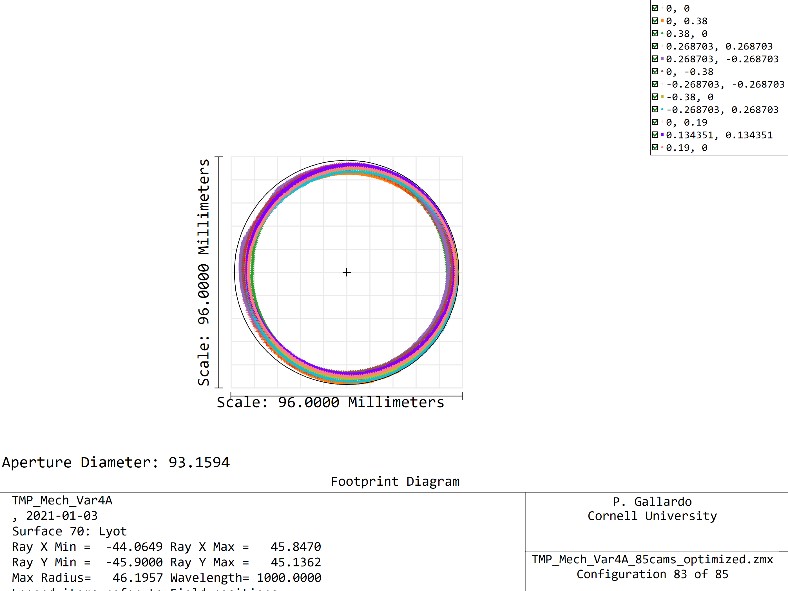 0, 0
0, 0.38
0.38, 0
0.268703, 0.268703
0.268703, -0.268703
0, -0.38
-0.268703, -0.268703
-0.38, 0
-0.268703, 0.268703
0, 0.19
0.134351, 0.134351
0.19, 0
Scale: 96.0000 Millimeters
Scale: 96.0000 Millimeters
Aperture Diameter: 93.1594
Footprint Diagram
TMP_Mech_Var4A
, 2021-01-03
Surface 70: Lyot
Ray X Min = -44.0649 Ray X Max = 45.8470
Ray Y Min = -45.9000 Ray Y Max = 45.1362
Max Radius= 46.1957 Wavelength= 1000.0000
P. Gallardo
Cornell University
TMP_Mech_Var4A_85cams_optimized.zmx
Configuration 83 of 85